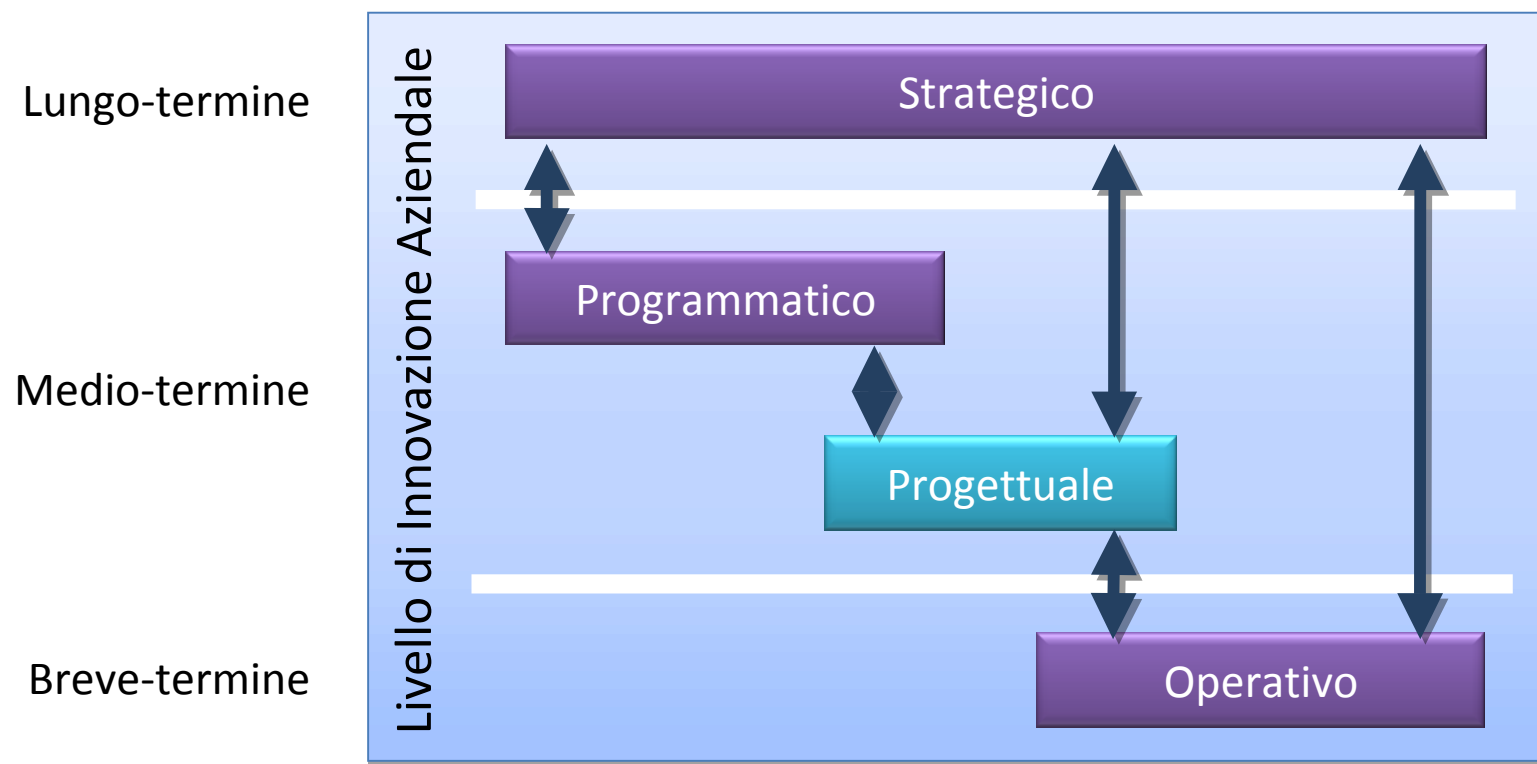 Lungo-termine
Medio-termine
Breve-termine
Livello di Innovazione Aziendale
Strategico
Programmatico
Progettuale
Operativo